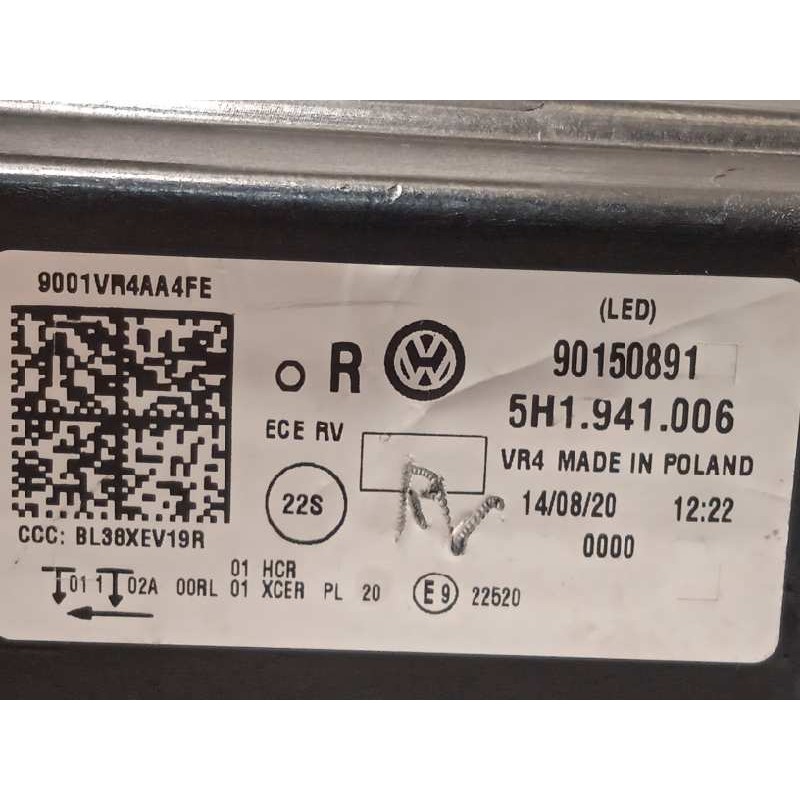 9001VR4AA4FE
R
ECE RV
22S
CCC: BL38XEV19R
(LED)
90150891
5H1.941.006
VR4 MADE IN POLAND
14/08/20 12:22
0000
01 HCR
01 1 02A 00RL 01 XCER PL 20 E9 22520